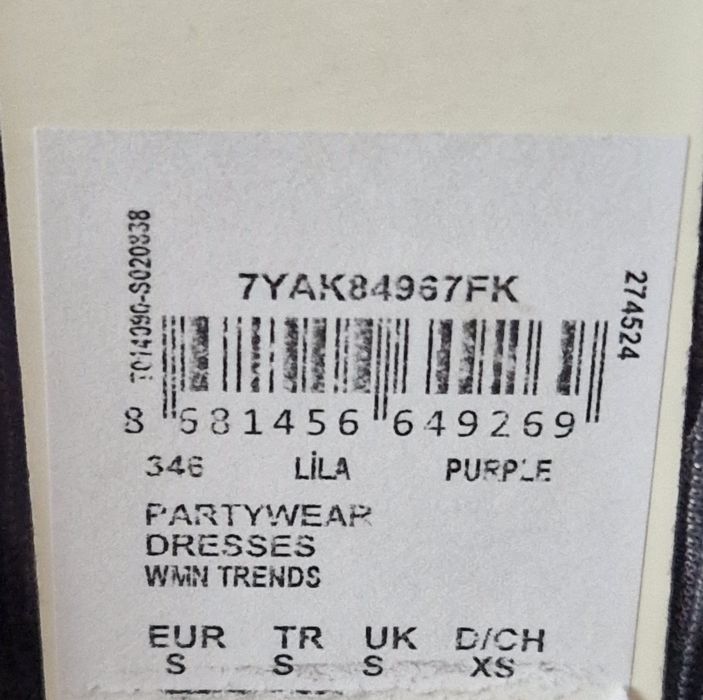 T014090-S020838
7YAK84967FK
274524
8 681456 649269
346 LİLA PURPLE
PARTYWEAR
DRESSES
WMN TRENDS
EUR TR UK D/CH
S S S XS